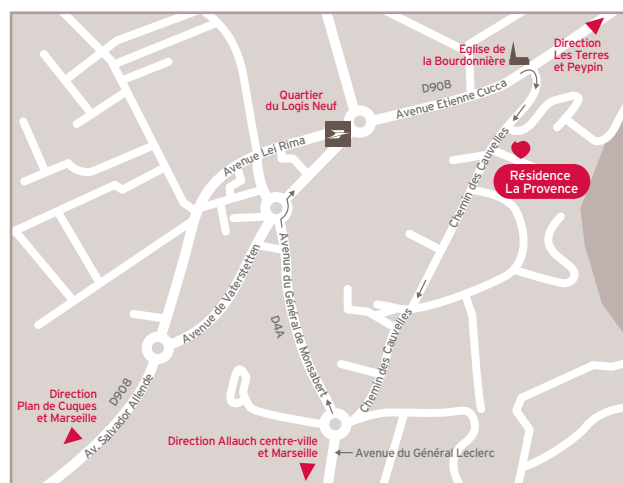 Eglise de
la Bourdonnière
Direction
Les Terres
et Peypin
D908
Avenue Etienne Cucca
Quartier
du Logis Neuf
Avenue Lei Rima
Chemin des Cauvelles
Résidence
La Provence
Avenue de Vaterstetten
Avenue du Général de Monsabert
D4A
Chemin des Cauvelles
D908
Av. Salvador Allende
Direction
Plan de Cuques
et Marseille
Direction Allauch centre-ville
et Marseille
Avenue du Général Leclerc